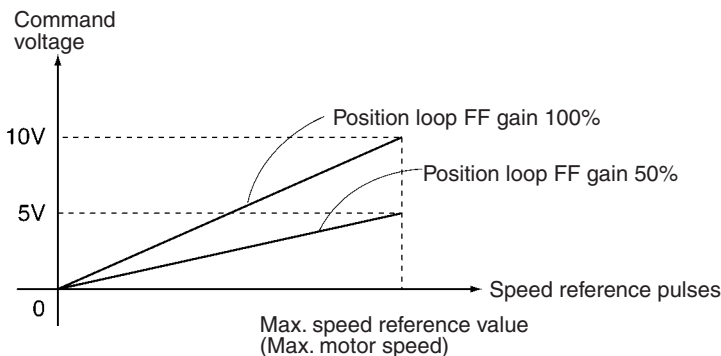 Command
voltage
Position loop FF gain 100%
10V
Position loop FF gain 50%
5V
Speed reference pulses
0
Max. speed reference value
(Max. motor speed)